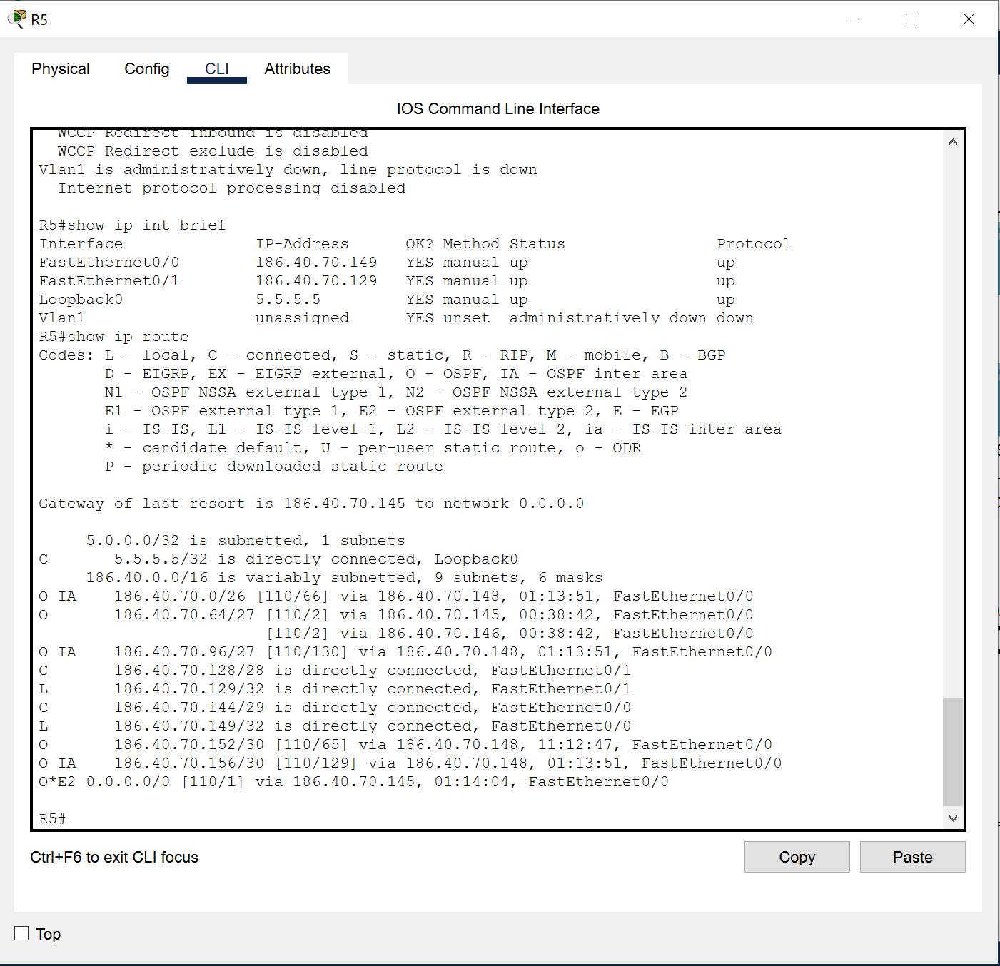 R5
Physical Config CLI Attributes
IOS Command Line Interface
WCCP Redirect inbound is disabled
WCCP Redirect exclude is disabled
Vlan1 is administratively down, line protocol is down
Internet protocol processing disabled
R5#show ip int brief
Interface IP-Address OK? Method Status Protocol
FastEthernet0/0 186.40.70.149 YES manual up up
FastEthernet0/1 186.40.70.129 YES manual up up
Loopback0 5.5.5.5 YES manual up up
Vlan1 unassigned YES unset administratively down down
R5#show ip route
Codes: L - local, C - connected, S - static, R - RIP, M - mobile, B - BGP
D - EIGRP, EX - EIGRP external, O - OSPF, IA - OSPF inter area
N1 - OSPF NSSA external type 1, N2 - OSPF NSSA external type 2
E1 - OSPF external type 1, E2 - OSPF external type 2, E - EGP
i - IS-IS, L1 - IS-IS level-1, L2 - IS-IS level-2, ia - IS-IS inter area
* - candidate default, U - per-user static route, o - ODR
P - periodic downloaded static route
Gateway of last resort is 186.40.70.145 to network 0.0.0.0
5.0.0.0/32 is subnetted, 1 subnets
C 5.5.5.5/32 is directly connected, Loopback0
186.40.0.0/16 is variably subnetted, 9 subnets, 6 masks
O IA 186.40.70.0/26 [110/66] via 186.40.70.148, 01:13:51, FastEthernet0/0
O 186.40.70.64/27 [110/2] via 186.40.70.145, 00:38:42, FastEthernet0/0
[110/2] via 186.40.70.146, 00:38:42, FastEthernet0/0
O IA 186.40.70.96/27 [110/130] via 186.40.70.148, 01:13:51, FastEthernet0/0
C 186.40.70.128/28 is directly connected, FastEthernet0/1
L 186.40.70.129/32 is directly connected, FastEthernet0/1
C 186.40.70.144/29 is directly connected, FastEthernet0/0
L 186.40.70.149/32 is directly connected, FastEthernet0/0
O 186.40.70.152/30 [110/65] via 186.40.70.148, 11:12:47, FastEthernet0/0
O IA 186.40.70.156/30 [110/129] via 186.40.70.148, 01:13:51, FastEthernet0/0
O*E2 0.0.0.0/0 [110/1] via 186.40.70.145, 01:14:04, FastEthernet0/0
R5#
Ctrl+F6 to exit CLI focus
Copy Paste
Top